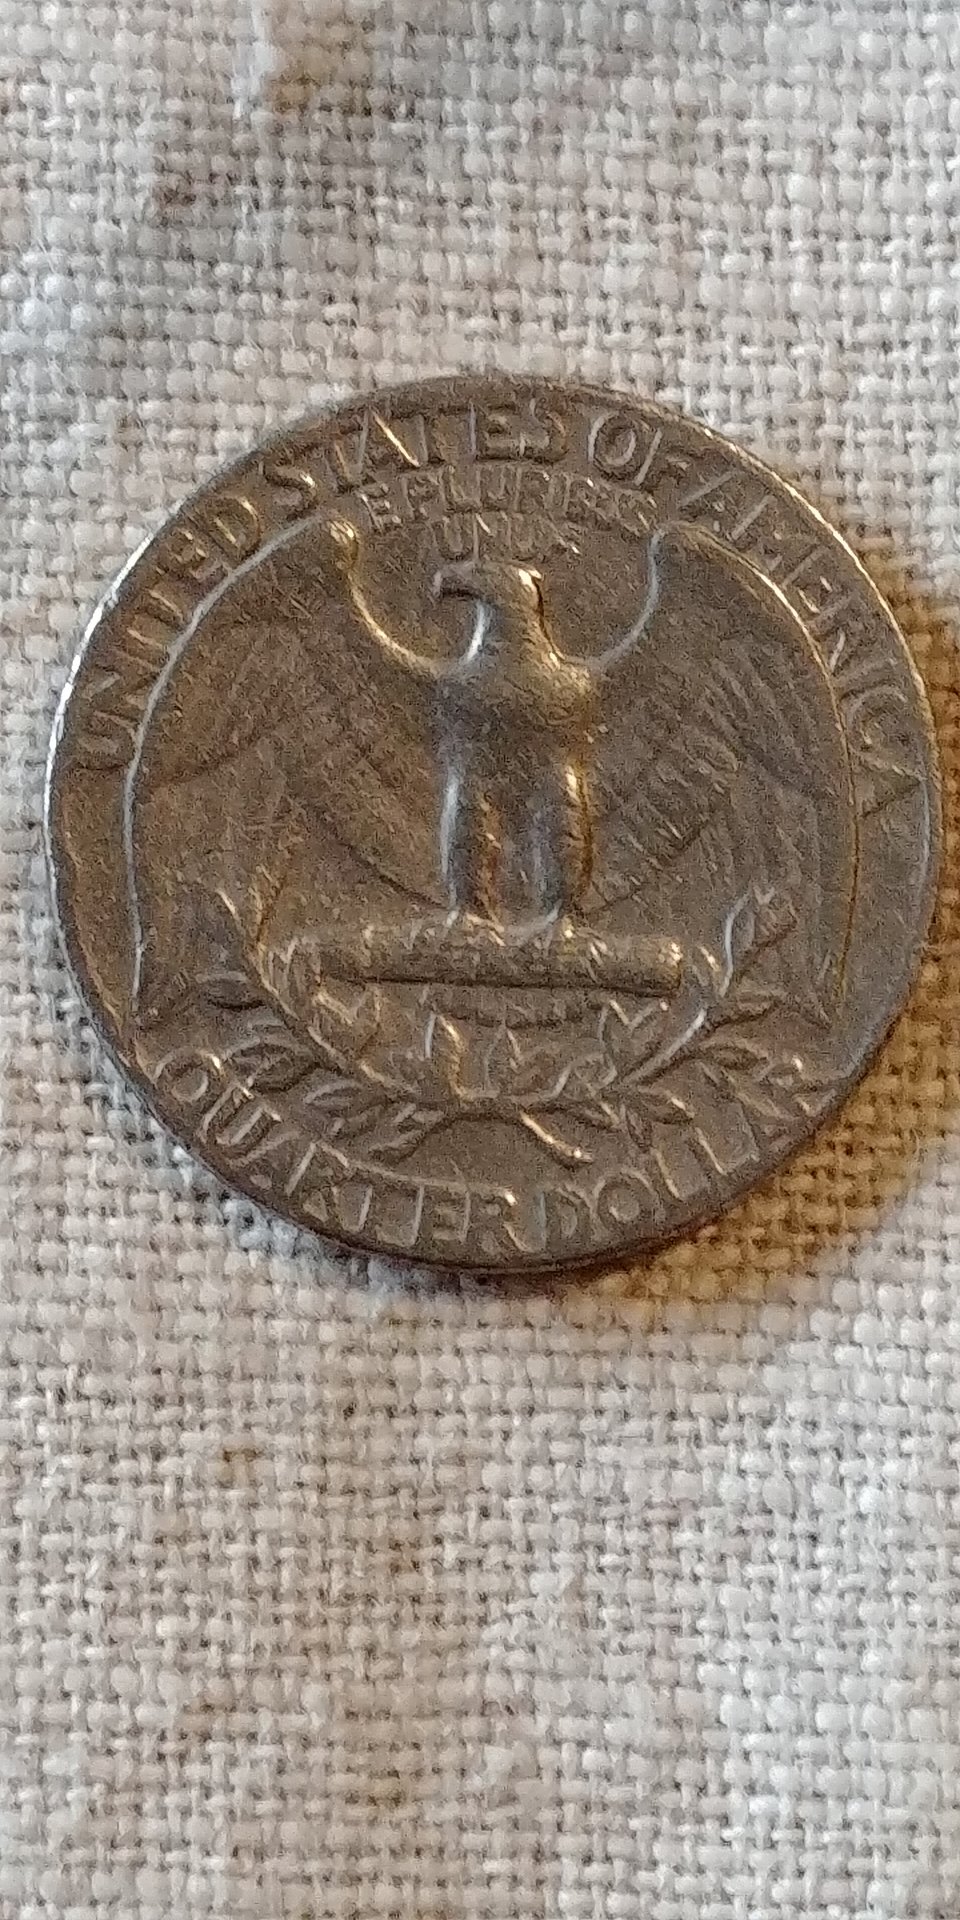 UNITED STATES OF AMERICA
E PLURIBUS
UNUM
QUARTER DOLLAR